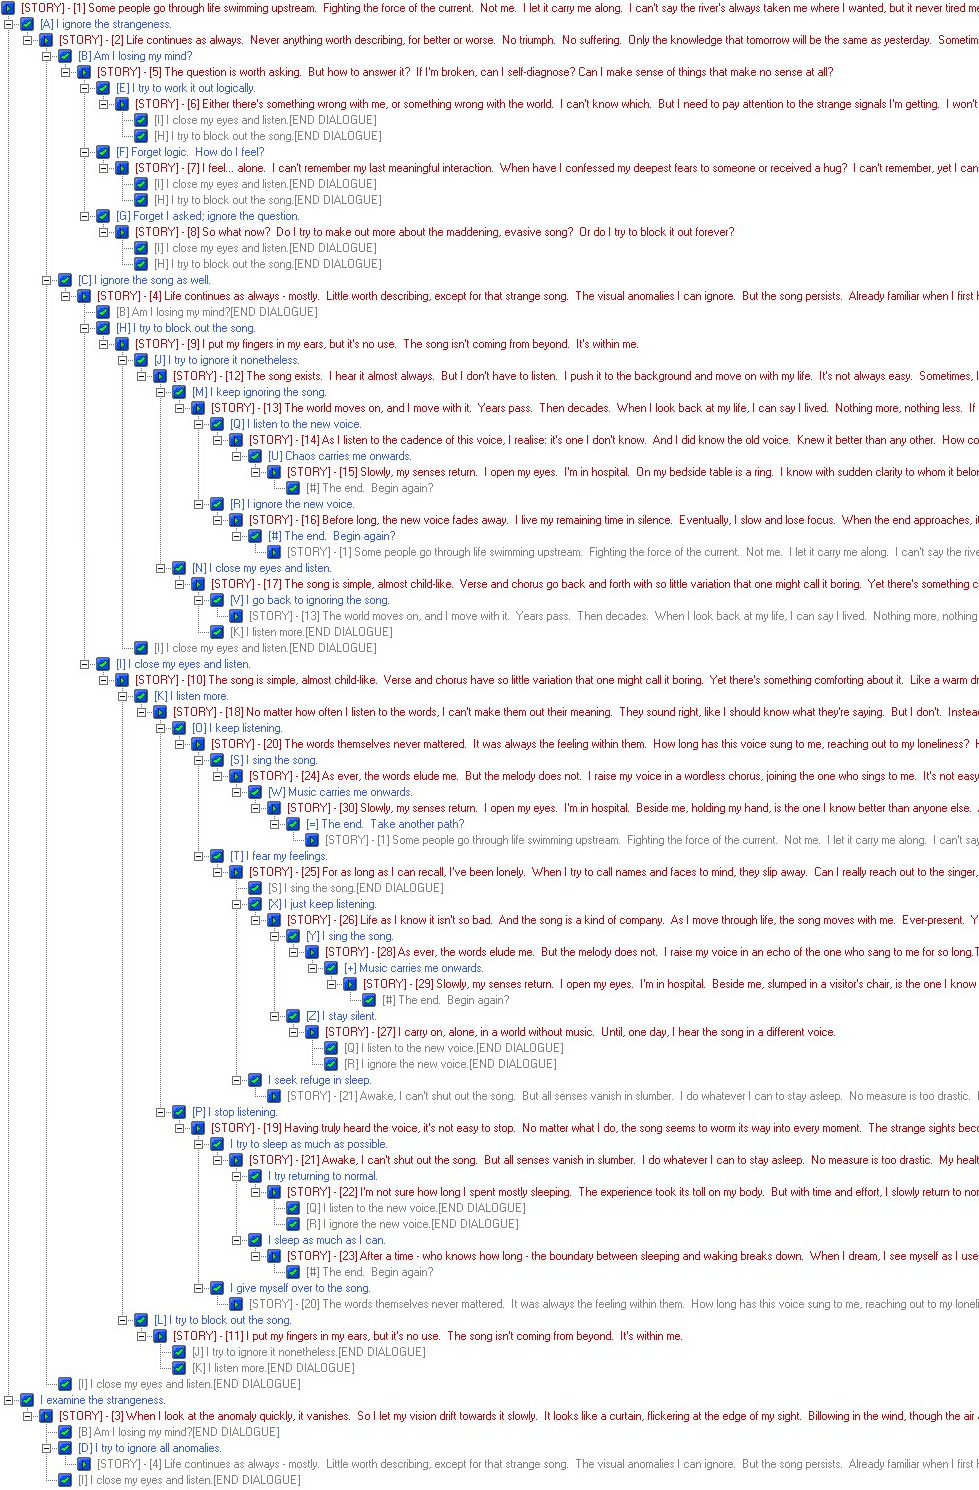 [STORY] - [1] Some people go through life swimming upstream. Fighting the force of the current. Not me. I let it carry me along. I can't say the river's always taken me where I wanted, but it never tired me
[A] I ignore the strangeness.
[STORY] - [2] Life continues as always. Never anything worth describing, for better or worse. No triumph. No suffering. Only the knowledge that tomorrow will be the same as yesterday. Sometim
[B] Am I losing my mind?
[STORY] - [5] The question is worth asking. But how to answer it? If I'm broken, can I self-diagnose? Can I make sense of things that make no sense at all?
[E] I try to work it out logically.
[STORY] - [6] Either there's something wrong with me, or something wrong with the world. I can't know which. But I need to pay attention to the strange signals I'm getting. I won't
[I] I close my eyes and listen.[END DIALOGUE]
[H] I try to block out the song.[END DIALOGUE]
[F] Forget logic. How do I feel?
[STORY] - [7] I feel... alone. I can't remember my last meaningful interaction. When have I confessed my deepest fears to someone or received a hug? I can't remember, yet I can
[I] I close my eyes and listen.[END DIALOGUE]
[H] I try to block out the song.[END DIALOGUE]
[G] Forget I asked; ignore the question.
[STORY] - [8] So what now? Do I try to make out more about the maddening, evasive song? Or do I try to block it out forever?
[I] I close my eyes and listen.[END DIALOGUE]
[H] I try to block out the song.[END DIALOGUE]
[C] I ignore the song as well.
[STORY] - [4] Life continues as always - mostly. Little worth describing, except for that strange song. The visual anomalies I can ignore. But the song persists. Already familiar when I first
[B] Am I losing my mind?[END DIALOGUE]
[H] I try to block out the song.
[STORY] - [9] I put my fingers in my ears, but it's no use. The song isn't coming from beyond. It's within me.
[J] I try to ignore it nonetheless.
[STORY] - [12] The song exists. I hear it almost always. But I don't have to listen. I push it to the background and move on with my life. It's not always easy. Sometimes, I
[M] I keep ignoring the song.
[STORY] - [13] The world moves on, and I move with it. Years pass. Then decades. When I look back at my life, I can say I lived. Nothing more, nothing less. If
[Q] I listen to the new voice.
[STORY] - [14] As I listen to the cadence of this voice, I realise: it's one I don't know. And I did know the old voice. Knew it better than any other. How co
[U] Chaos carries me onwards.
[STORY] - [15] Slowly, my senses return. I open my eyes. I'm in hospital. On my bedside table is a ring. I know with sudden clarity to whom it belon
[#] The end. Begin again?
[R] I ignore the new voice.
[STORY] - [16] Before long, the new voice fades away. I live my remaining time in silence. Eventually, I slow and lose focus. When the end approaches, it
[#] The end. Begin again?
[STORY] - [1] Some people go through life swimming upstream. Fighting the force of the current. Not me. I let it carry me along. I can't say the rive
[N] I close my eyes and listen.
[STORY] - [17] The song is simple, almost child-like. Verse and chorus go back and forth with so little variation that one might call it boring. Yet there's something c
[V] I go back to ignoring the song.
[STORY] - [13] The world moves on, and I move with it. Years pass. Then decades. When I look back at my life, I can say I lived. Nothing more, nothing
[K] I listen more.[END DIALOGUE]
[I] I close my eyes and listen.[END DIALOGUE]
[I] I close my eyes and listen.
[STORY] - [10] The song is simple, almost child-like. Verse and chorus have so little variation that one might call it boring. Yet there's something comforting about it. Like a warm dr
[K] I listen more.
[STORY] - [18] No matter how often I listen to the words, I can't make them out their meaning. They sound right, like I should know what they're saying. But I don't. Instea
[O] I keep listening.
[STORY] - [20] The words themselves never mattered. It was always the feeling within them. How long has this voice sung to me, reaching out to my loneliness? H
[S] I sing the song.
[STORY] - [24] As ever, the words elude me. But the melody does not. I raise my voice in a wordless chorus, joining the one who sings to me. It's not easy
[W] Music carries me onwards.
[STORY] - [30] Slowly, my senses return. I open my eyes. I'm in hospital. Beside me, holding my hand, is the one I know better than anyone else.
[=] The end. Take another path?
[STORY] - [1] Some people go through life swimming upstream. Fighting the force of the current. Not me. I let it carry me along. I can't say
[T] I fear my feelings.
[STORY] - [25] For as long as I can recall, I've been lonely. When I try to call names and faces to mind, they slip away. Can I really reach out to the singer,
[S] I sing the song.[END DIALOGUE]
[X] I just keep listening.
[STORY] - [26] Life as I know it isn't so bad. And the song is a kind of company. As I move through life, the song moves with me. Ever-present. Y
[Y] I sing the song.
[STORY] - [28] As ever, the words elude me. But the melody does not. I raise my voice in an echo of the one who sang to me for so long.T
[+] Music carries me onwards.
[STORY] - [29] Slowly, my senses return. I open my eyes. I'm in hospital. Beside me, slumped in a visitor's chair, is the one I know
[#] The end. Begin again?
[Z] I stay silent.
[STORY] - [27] I carry on, alone, in a world without music. Until, one day, I hear the song in a different voice.
[Q] I listen to the new voice.[END DIALOGUE]
[R] I ignore the new voice.[END DIALOGUE]
I seek refuge in sleep.
[STORY] - [21] Awake, I can't shut out the song. But all senses vanish in slumber. I do whatever I can to stay asleep. No measure is too drastic.
[P] I stop listening.
[STORY] - [19] Having truly heard the voice, it's not easy to stop. No matter what I do, the song seems to worm its way into every moment. The strange sights beco
I try to sleep as much as possible.
[STORY] - [21] Awake, I can't shut out the song. But all senses vanish in slumber. I do whatever I can to stay asleep. No measure is too drastic. My healt
I try returning to normal.
[STORY] - [22] I'm not sure how long I spent mostly sleeping. The experience took its toll on my body. But with time and effort, I slowly return to nor
[Q] I listen to the new voice.[END DIALOGUE]
[R] I ignore the new voice.[END DIALOGUE]
I sleep as much as I can.
[STORY] - [23] After a time - who knows how long - the boundary between sleeping and waking breaks down. When I dream, I see myself as I use
[#] The end. Begin again?
I give myself over to the song.
[STORY] - [20] The words themselves never mattered. It was always the feeling within them. How long has this voice sung to me, reaching out to my loneli
[L] I try to block out the song.
[STORY] - [11] I put my fingers in my ears, but it's no use. The song isn't coming from beyond. It's within me.
[J] I try to ignore it nonetheless.[END DIALOGUE]
[K] I listen more.[END DIALOGUE]
[I] I close my eyes and listen.[END DIALOGUE]
I examine the strangeness.
[STORY] - [3] When I look at the anomaly quickly, it vanishes. So I let my vision drift towards it slowly. It looks like a curtain, flickering at the edge of my sight. Billowing in the wind, though the air
[B] Am I losing my mind?[END DIALOGUE]
[D] I try to ignore all anomalies.
[STORY] - [4] Life continues as always - mostly. Little worth describing, except for that strange song. The visual anomalies I can ignore. But the song persists. Already familiar when I first
[I] I close my eyes and listen.[END DIALOGUE]